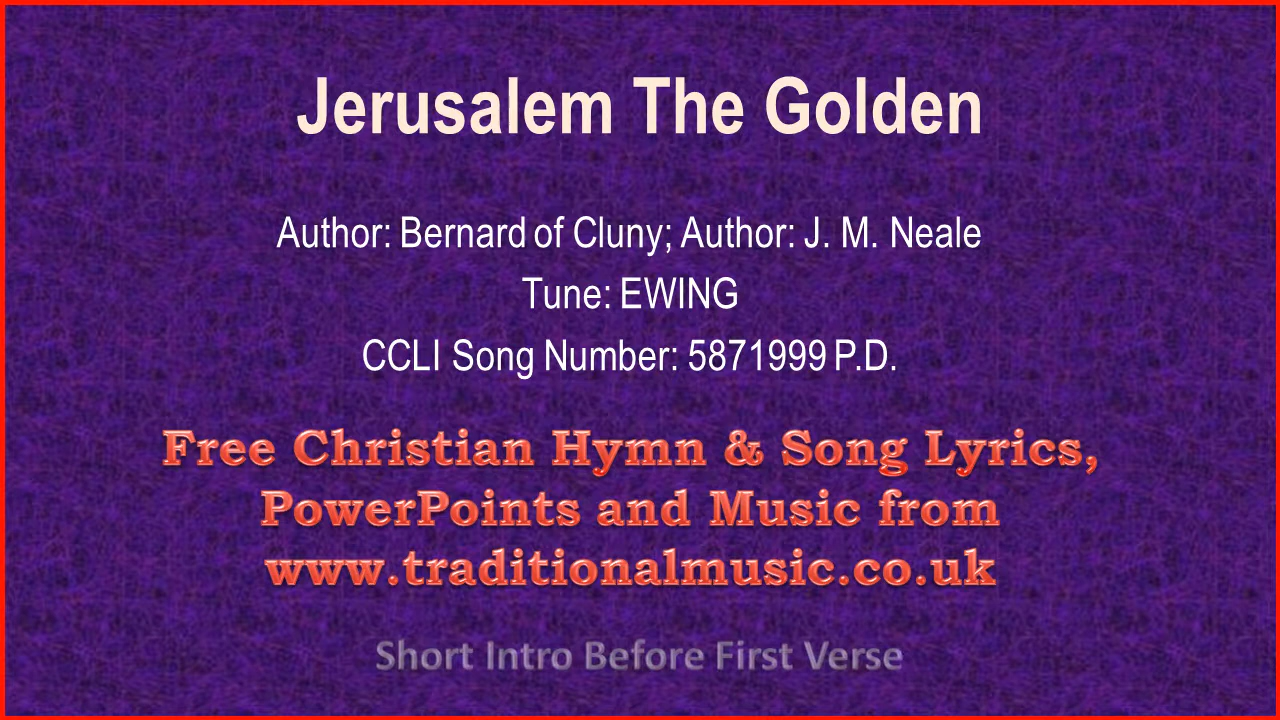 Jerusalem The Golden
Author: Bernard of Cluny; Author: J. M. Neale
Tune: EWING
CCLI Song Number: 5871999 P.D.
Free Christian Hymn & Song Lyrics,
PowerPoints and Music from
www.traditionalmusic.co.uk
Short Intro Before First Verse